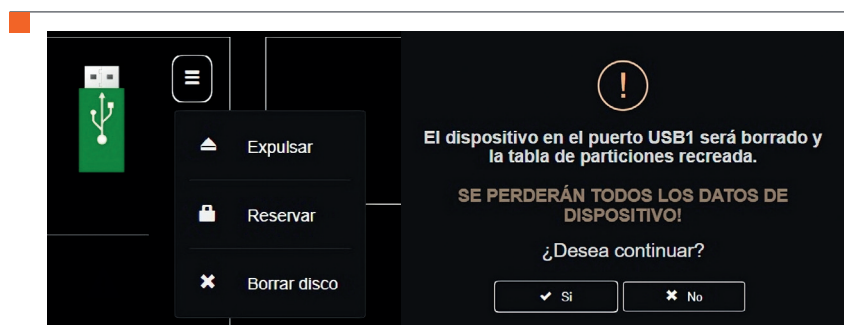 Expulsar
Reservar
Borrar disco
El dispositivo en el puerto USB1 será borrado y
la tabla de particiones recreada.
SE PERDERÁN TODOS LOS DATOS DE
DISPOSITIVO!
¿Desea continuar?
Si
No